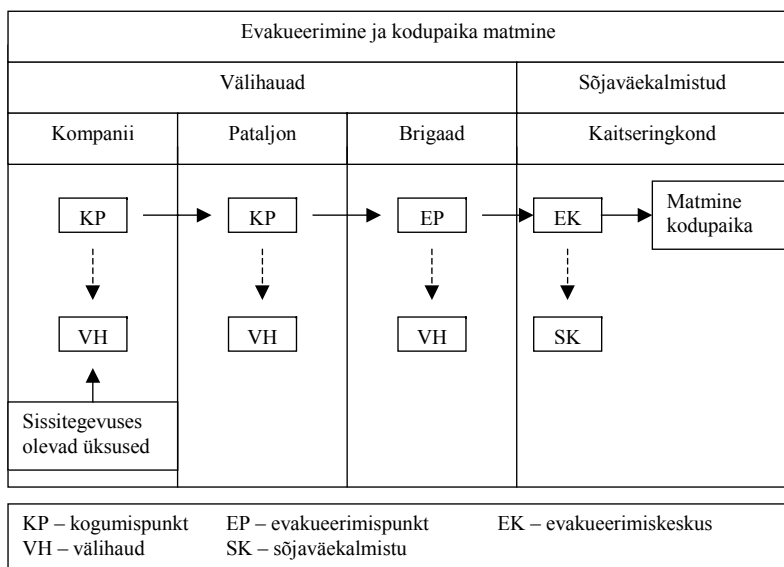 Evakueerimine ja kodupaika matmine
Välihauad Sõjaväekalmistud
Kompanii Pataljon Brigaad Kaitseringkond
KP KP EP EK Matmine
kodupaika
VH VH VH SK
Sissitegevuses
olevad üksused
KP – kogumispunkt EP – evakueerimispunkt EK – evakueerimiskeskus
VH – välihaud SK – sõjaväekalmistu